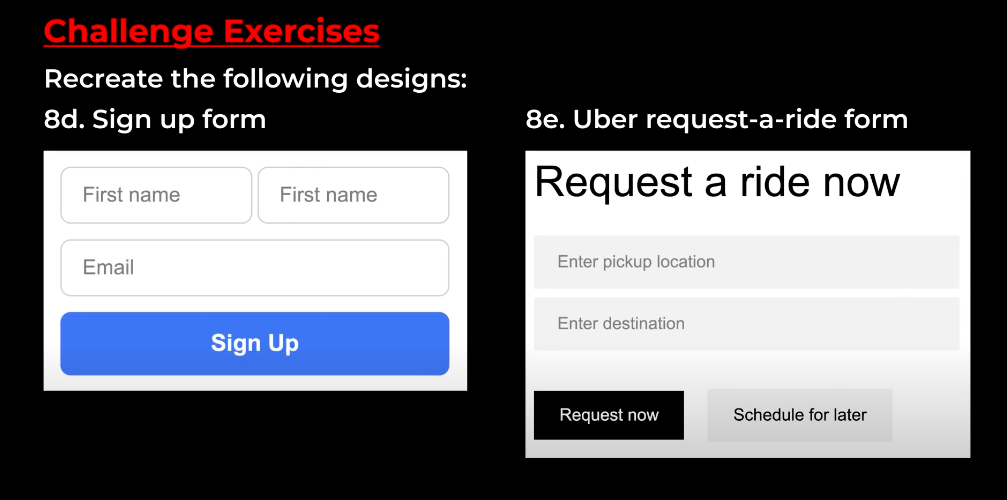 Challenge Exercises
Recreate the following designs:
8d. Sign up form
First name
First name
Email
Sign Up
8e. Uber request-a-ride form
Request a ride now
Enter pickup location
Enter destination
Request now
Schedule for later